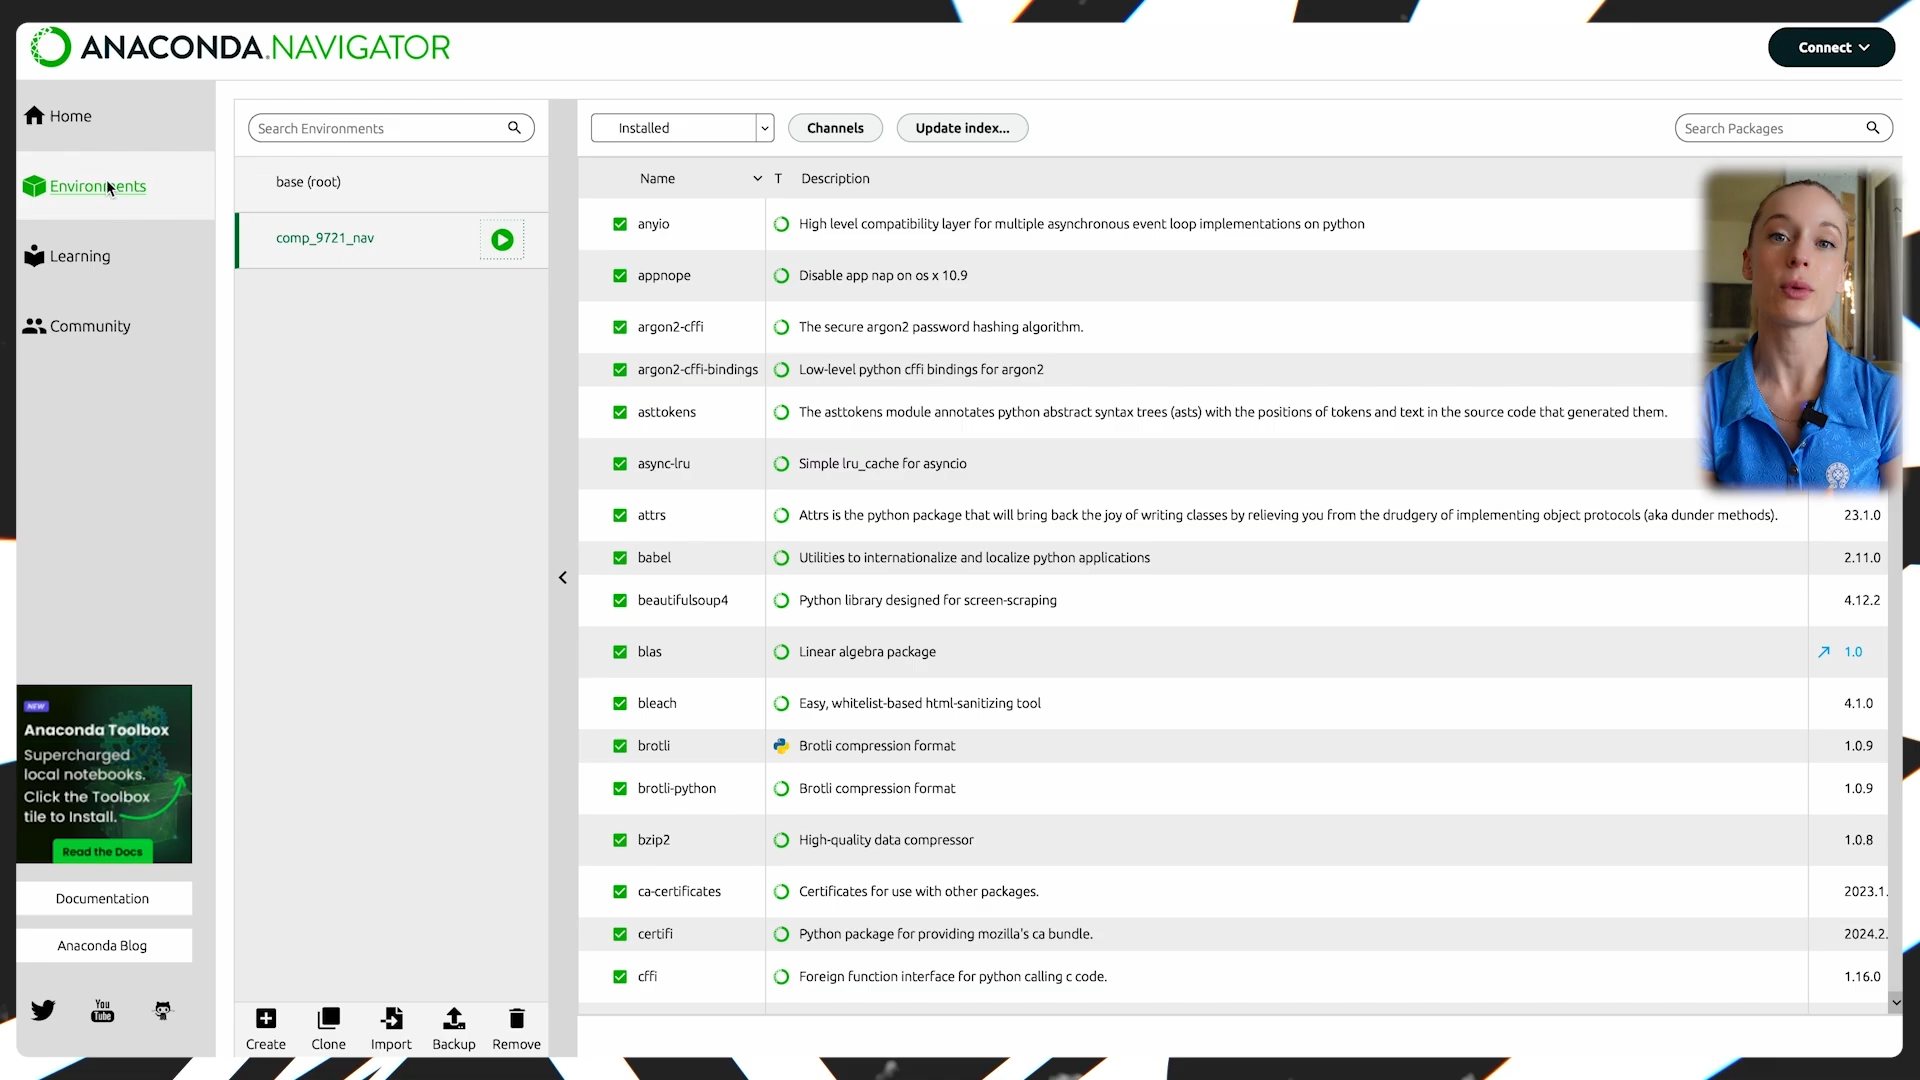 ANACONDA.NAVIGATOR
Connect
Home
Environments
Learning
Community
Search Environments
base (root)
comp_9721_nav
Installed
Channels
Update index...
Search Packages
Name T Description
anyio High level compatibility layer for multiple asynchronous event loop implementations on python
appnope Disable app nap on os x 10.9
argon2-cffi The secure argon2 password hashing algorithm.
argon2-cffi-bindings Low-level python cffi bindings for argon2
asttokens The asttokens module annotates python abstract syntax trees (asts) with the positions of tokens and text in the source code that generated them.
async-lru Simple lru_cache for asyncio
attrs Attrs is the python package that will bring back the joy of writing classes by relieving you from the drudgery of implementing object protocols (aka dunder methods). 23.1.0
babel Utilities to internationalize and localize python applications 2.11.0
beautifulsoup4 Python library designed for screen-scraping 4.12.2
blas Linear algebra package 1.0
bleach Easy, whitelist-based html-sanitizing tool 4.1.0
brotli Brotli compression format 1.0.9
brotli-python Brotli compression format 1.0.9
bzip2 High-quality data compressor 1.0.8
ca-certificates Certificates for use with other packages. 2023.1.
certifi Python package for providing mozilla's ca bundle. 2024.2.
cffi Foreign function interface for python calling c code. 1.16.0
NEW
Anaconda Toolbox
Supercharged
local notebooks.
Click the Toolbox
tile to Install.
Read the Docs
Documentation
Anaconda Blog
You
Tube
Create Clone Import Backup Remove